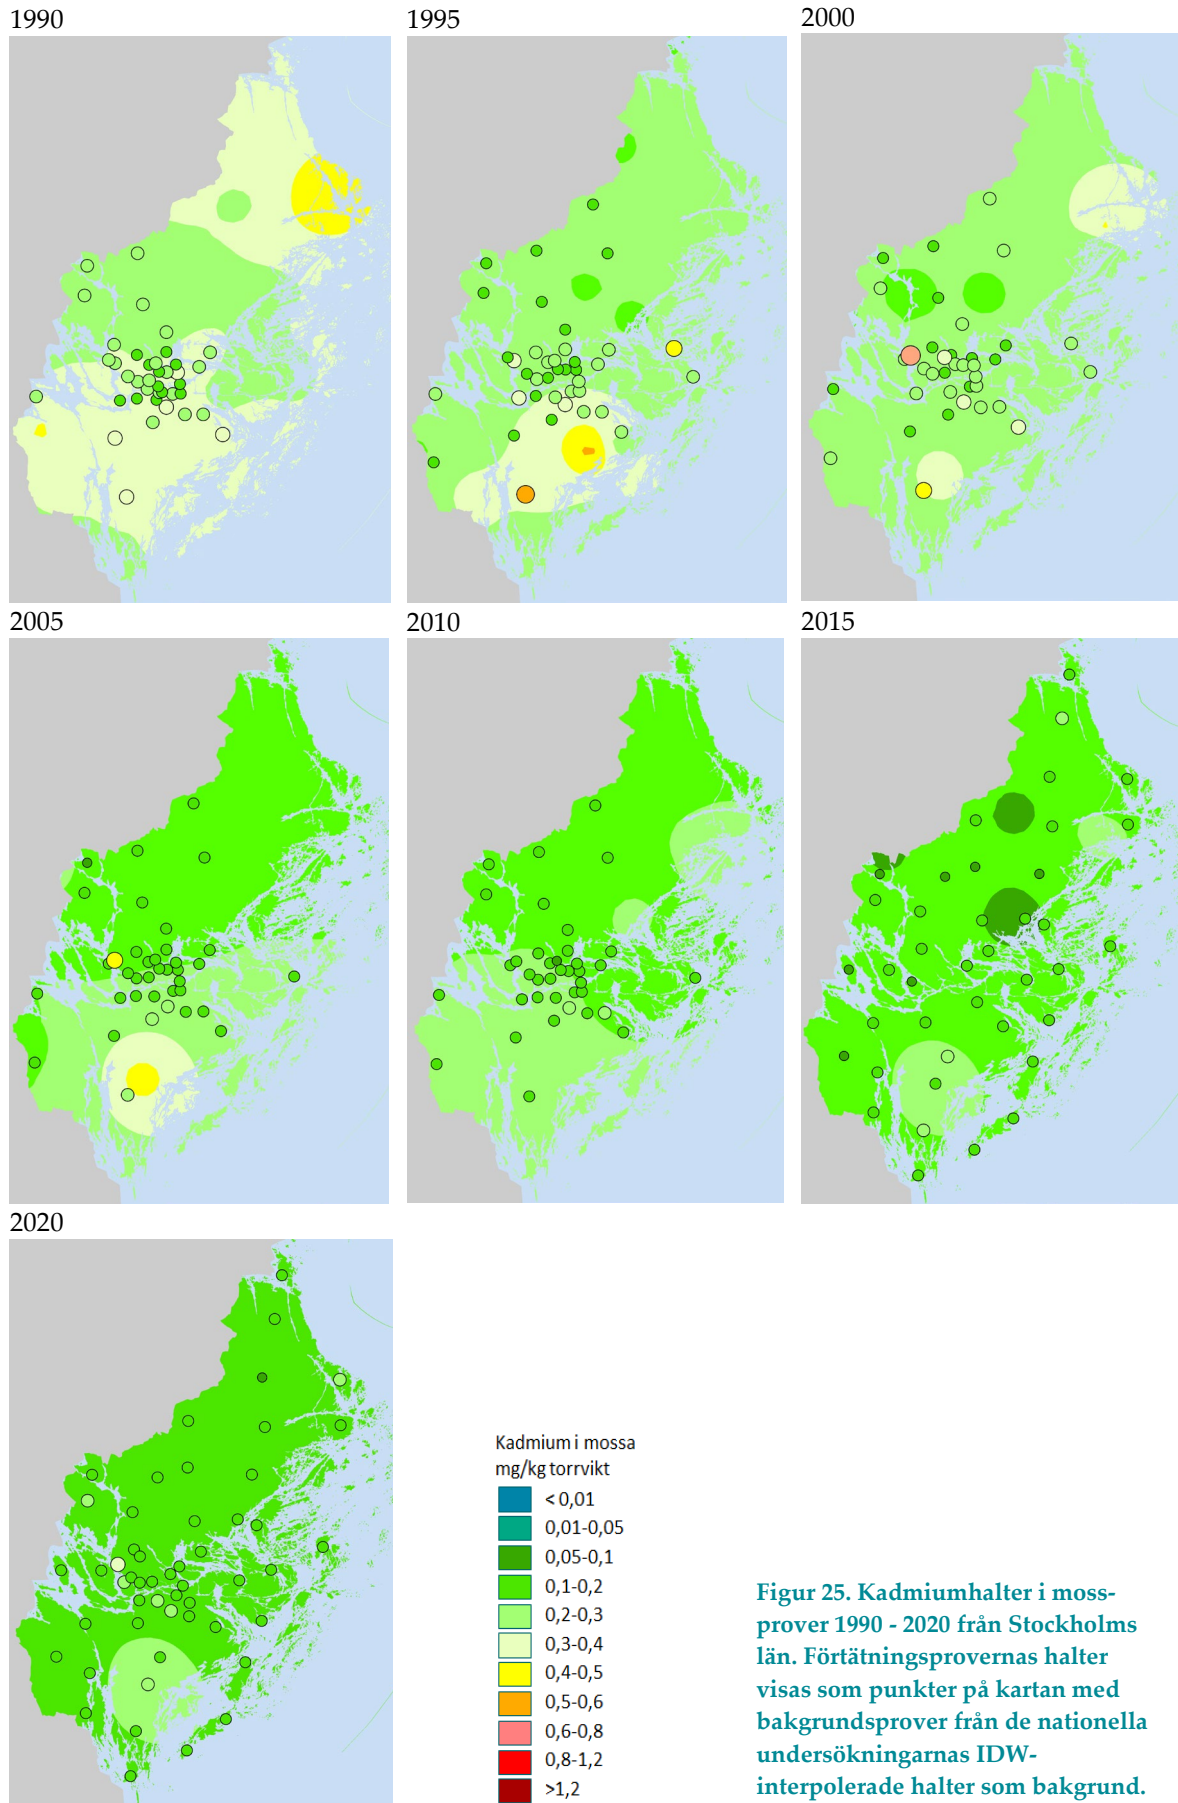 1990
1995
2000
2005
2010
2015
2020
Kadmium i mossa
mg/kg torrvikt
< 0,01
0,01-0,05
0,05-0,1
0,1-0,2
0,2-0,3
0,3-0,4
0,4-0,5
0,5-0,6
0,6-0,8
0,8-1,2
>1,2
Figur 25. Kadmiumhalter i moss-
prover 1990 - 2020 från Stockholms
län. Förtätningsprovernas halter
visas som punkter på kartan med
bakgrundsprover från de nationella
undersökningarnas IDW-
interpolerade halter som bakgrund.